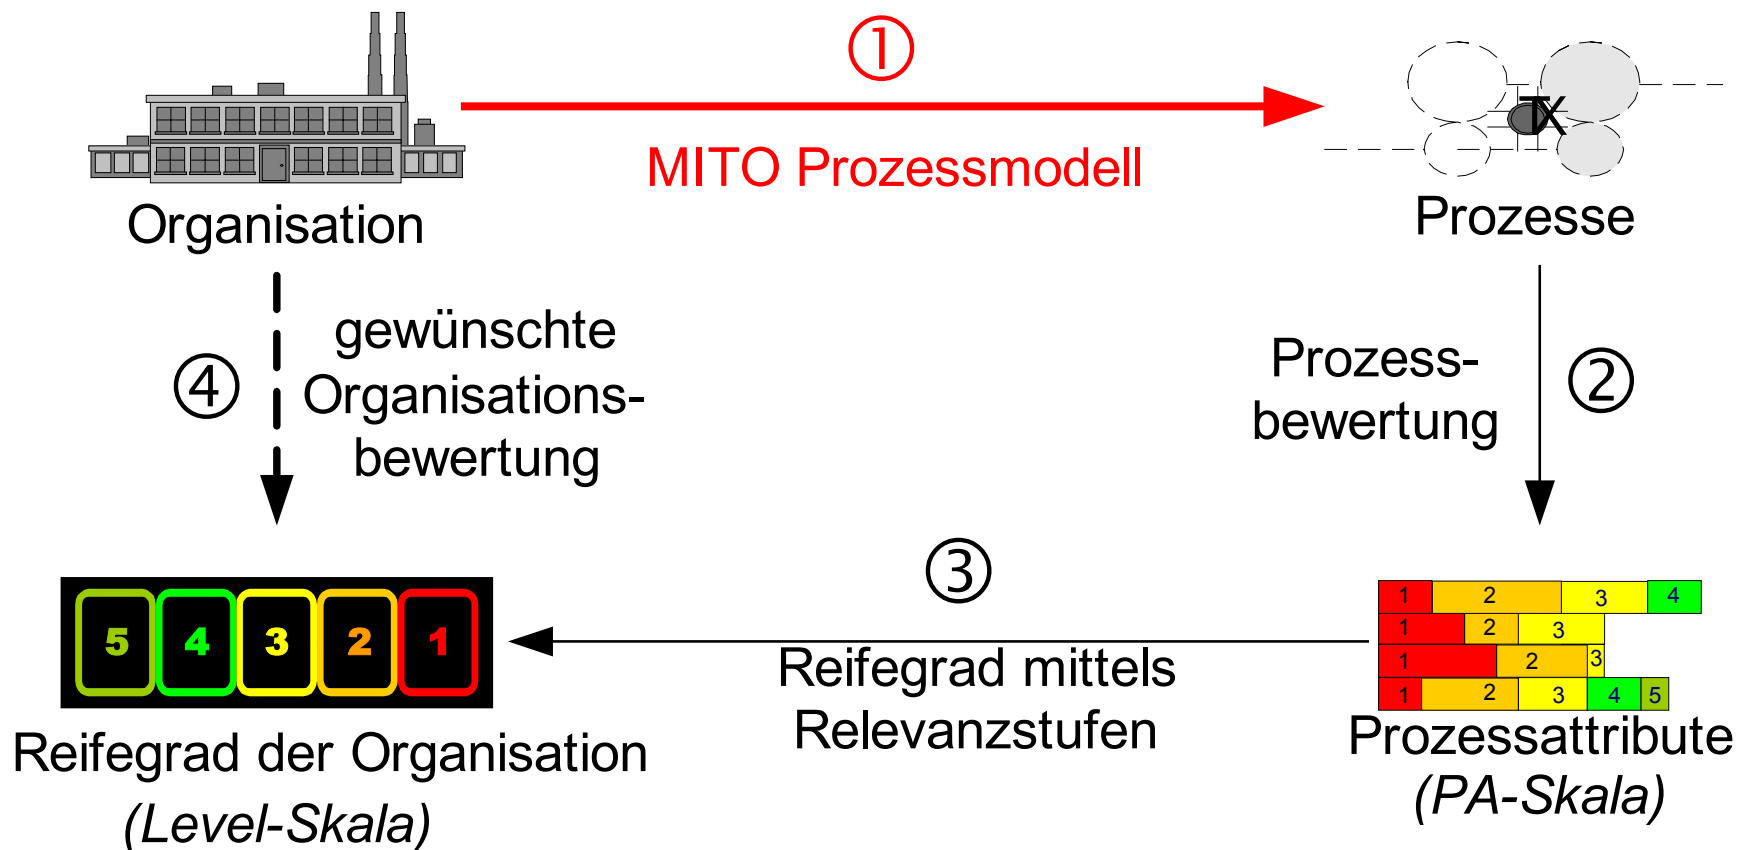 ①
MITO Prozessmodell
TX
Organisation
Prozesse
④
gewünschte
Organisations-
bewertung
Prozess-
bewertung
②
③
5 4 3 2 1
Reifegrad mittels
Relevanzstufen
1 2 3 4
1 2 3
1 2 3
1 2 3 4 5
Reifegrad der Organisation
(Level-Skala)
Prozessattribute
(PA-Skala)